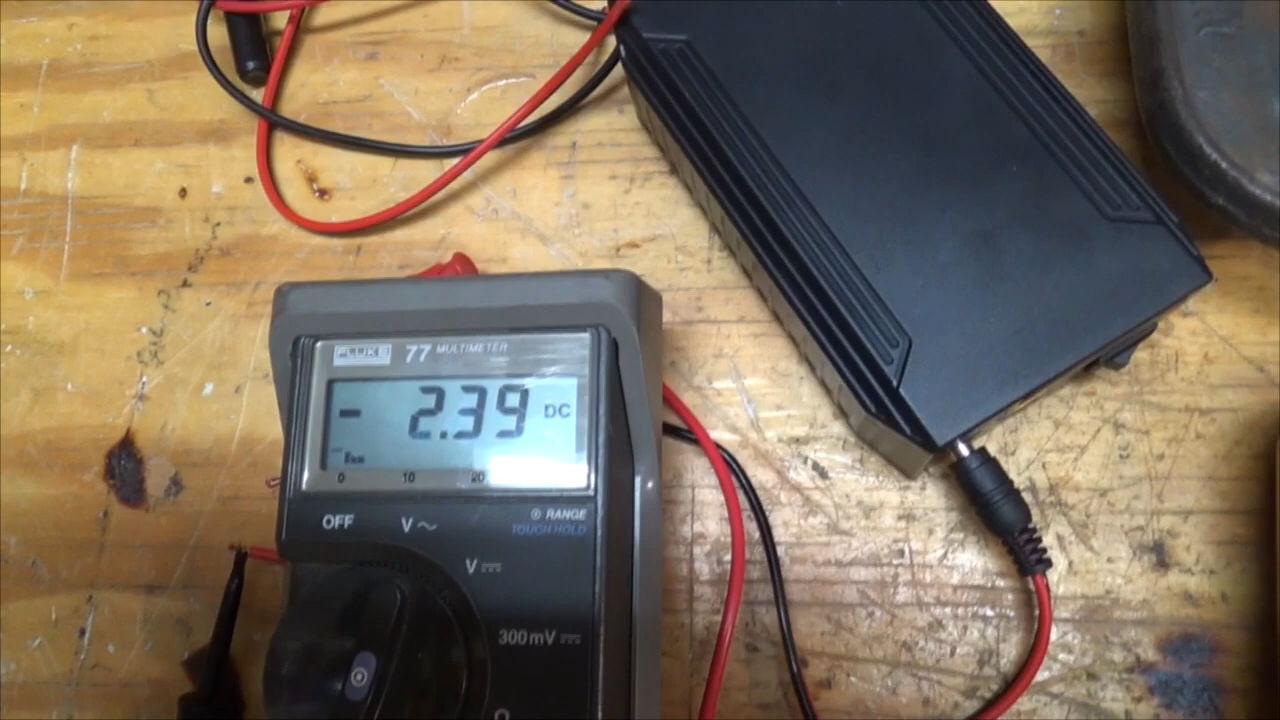 FLUKE 77 MULTIMETER
- 2.39 DC
0 10 20
OFF V~ RANGE
TOUCH HOLD
V
300mV
Ω